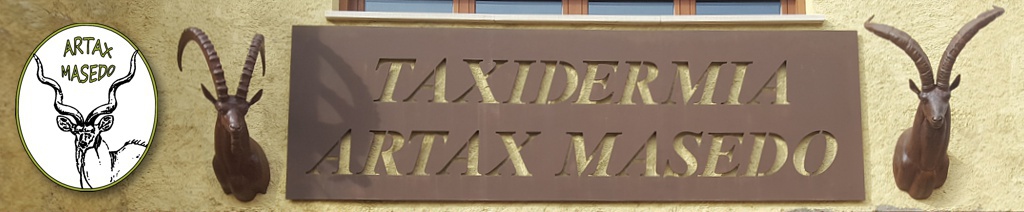 ARTAX
MASEDO
TAXIDERMIA
ARTAX MASEDO